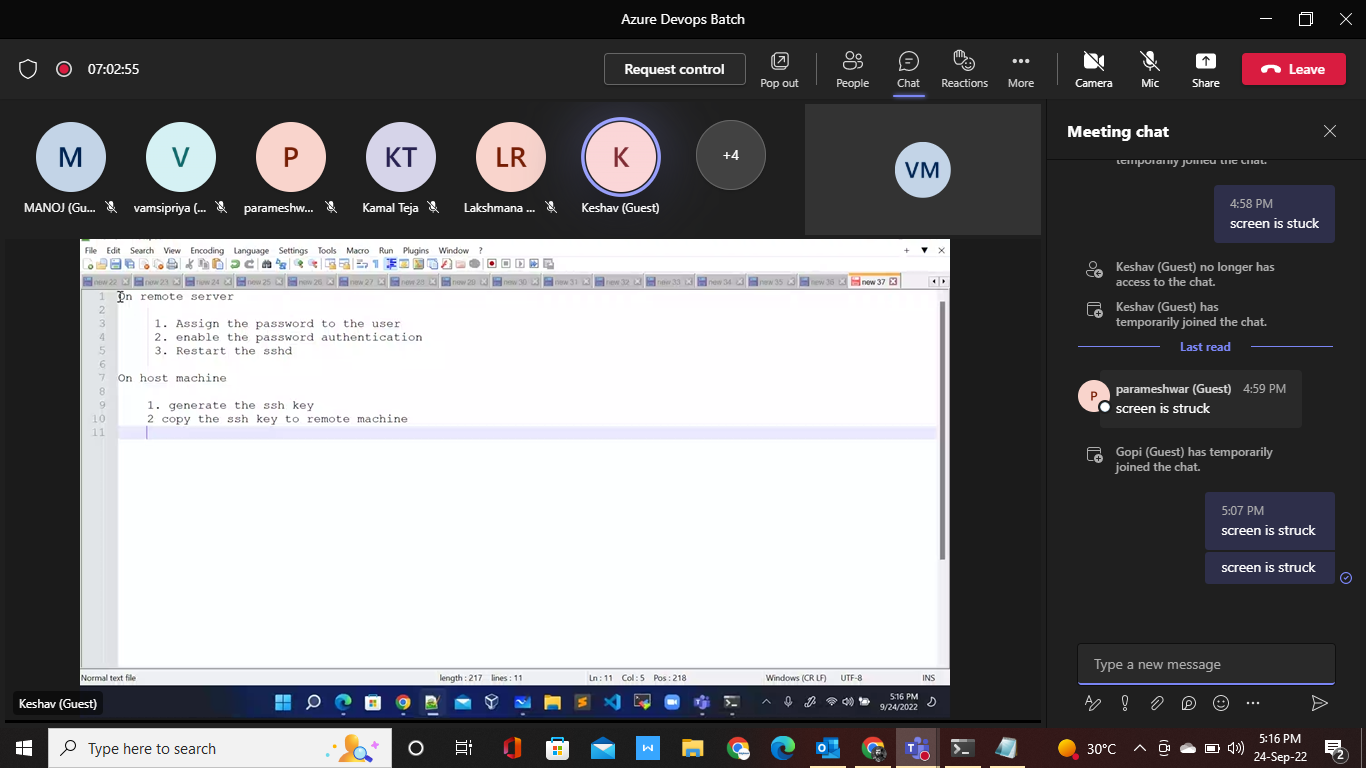 Azure Devops Batch
07:02:55
Request control
Pop out
People
Chat
Reactions
More
Camera
Mic
Share
Leave
M
V
P
KT
LR
K
+4
VM
MANOJ (Gu...
vamsipriya (...
parameshw...
Kamal Teja
Lakshmana ...
Keshav (Guest)
File Edit Search View Encoding Language Settings Tools Macro Run Plugins Window ?
new 22 new 23 new 24 new 25 new 26 new 27 new 28 new 29 new 30 new 31 new 32 new 33 new 34 new 35 new 36 new 37
1 On remote server
2
3 1. Assign the password to the user
4 2. enable the password authentication
5 3. Restart the sshd
6
7 On host machine
8
9 1. generate the ssh key
10 2 copy the ssh key to remote machine
11
Normal text file length : 217 lines : 11 Ln : 11 Col : 5 Pos : 218 Windows (CR LF) UTF-8 INS
5:16 PM
9/24/2022
Keshav (Guest)
Meeting chat
temporarily joined the chat.
4:58 PM
screen is stuck
Keshav (Guest) no longer has
access to the chat.
Keshav (Guest) has
temporarily joined the chat.
Last read
P
parameshwar (Guest) 4:59 PM
screen is struck
Gopi (Guest) has temporarily
joined the chat.
5:07 PM
screen is struck
screen is struck
Type a new message
Type here to search
W
30°C
5:16 PM
24-Sep-22
2